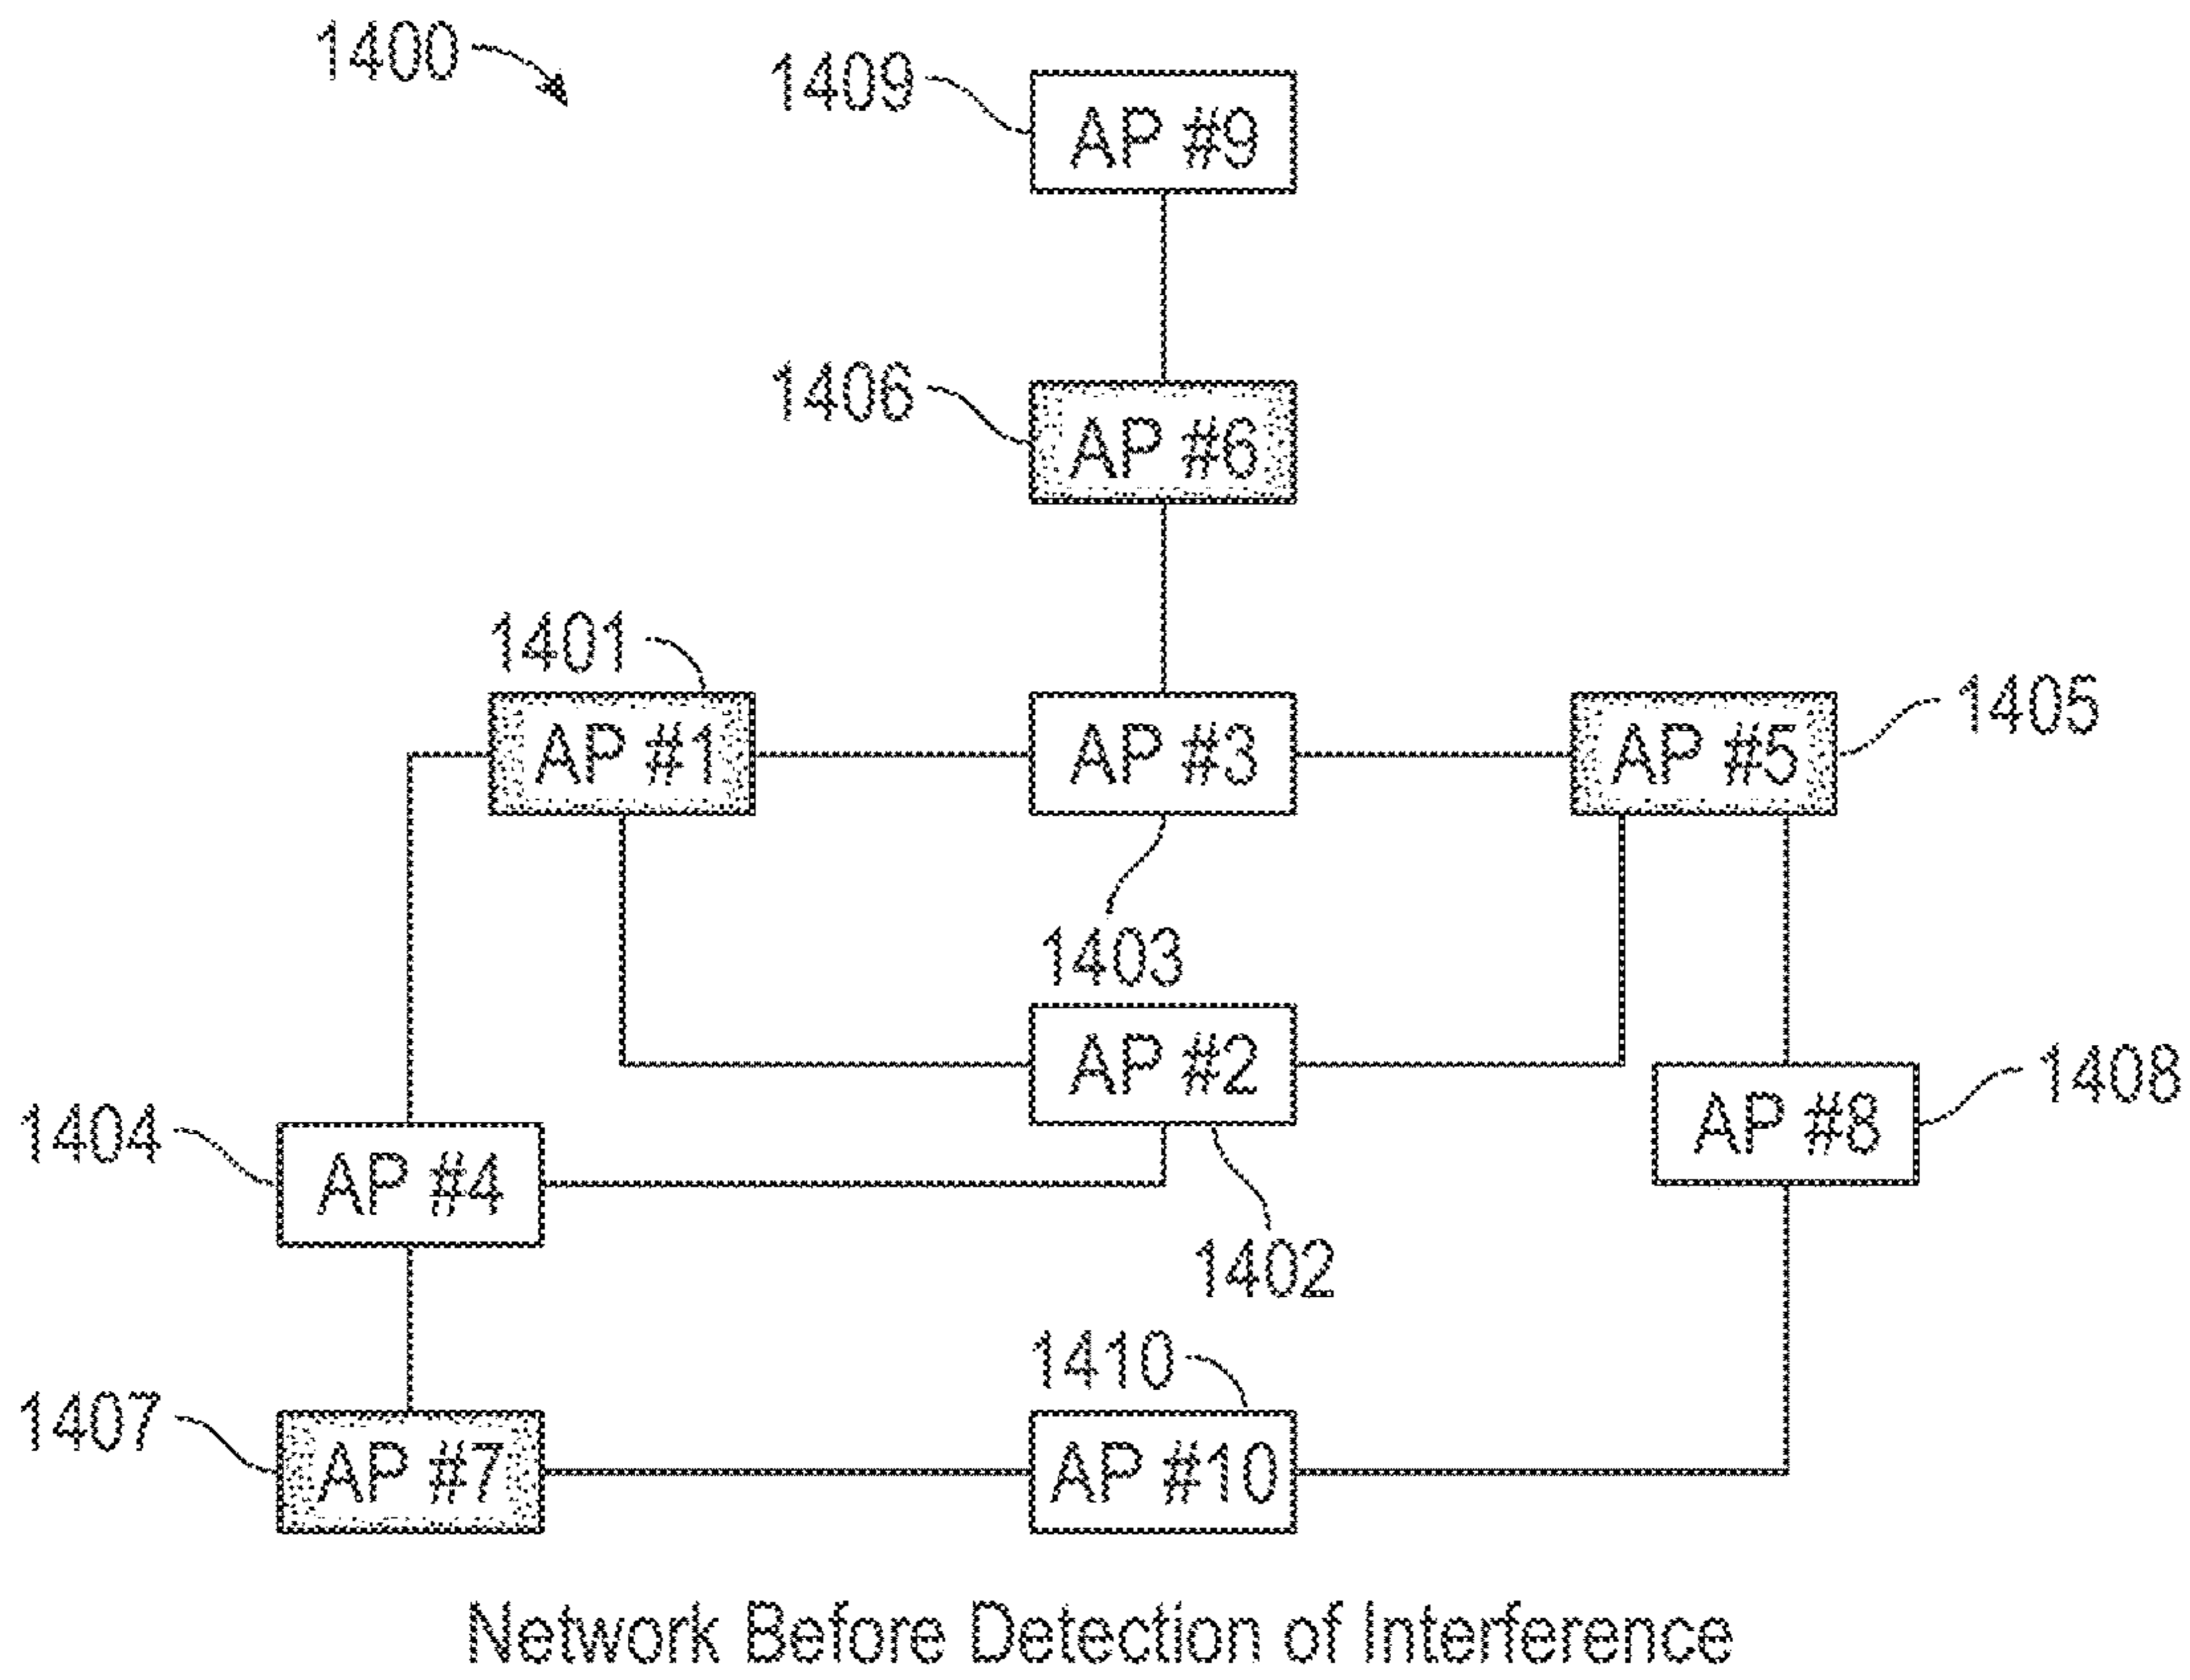 1400
1409
AP #9
1406
AP #6
1401
1405
AP #1
AP #3
AP #5
1403
AP #2
1408
AP #8
1404
AP #4
1402
1410
1407
AP #7
AP #10
Network Before Detection of Interference